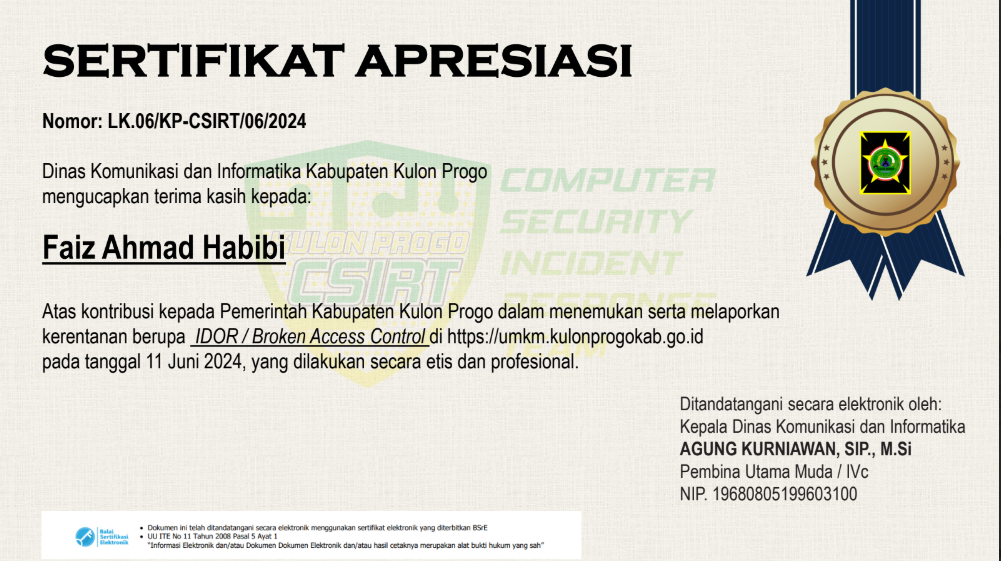 SERTIFIKAT APRESIASI
Nomor: LK.06/KP-CSIRT/06/2024
Dinas Komunikasi dan Informatika Kabupaten Kulon Progo
mengucapkan terima kasih kepada:
Faiz Ahmad Habibi
KULON PROGO
CSIRT
COMPUTER
SECURITY
INCIDENT
RESPONSE
TEAM
Atas kontribusi kepada Pemerintah Kabupaten Kulon Progo dalam menemukan serta melaporkan
kerentanan berupa IDOR / Broken Access Control di https://umkm.kulonprogokab.go.id
pada tanggal 11 Juni 2024, yang dilakukan secara etis dan profesional.
Ditandatangani secara elektronik oleh:
Kepala Dinas Komunikasi dan Informatika
AGUNG KURNIAWAN, SIP., M.Si
Pembina Utama Muda / IVc
NIP. 19680805199603100
Balai
Sertifikasi
Elektronik
• Dokumen ini telah ditandatangani secara elektronik menggunakan sertifikat elektronik yang diterbitkan BSrE
• UU ITE No 11 Tahun 2008 Pasal 5 Ayat 1
"Informasi Elektronik dan/atau Dokumen Dokumen Elektronik dan/atau hasil cetaknya merupakan alat bukti hukum yang sah"